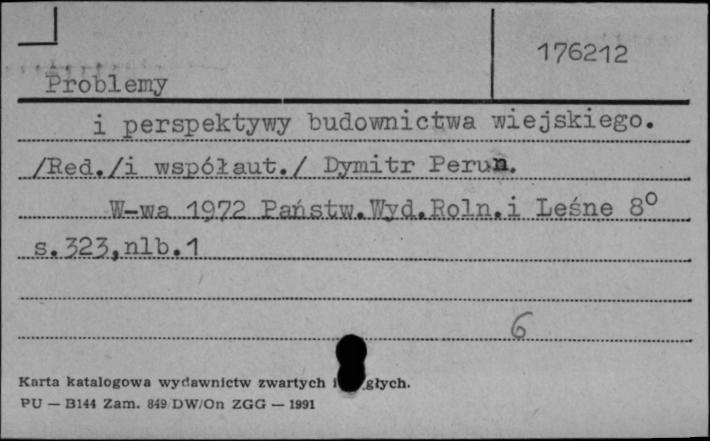 176212
Problemy
i perspektywy budownictwa wiejskiego.
/Red./i współaut./ Dymitr Perun.
W-wa 1972 Państw.Wyd.Roln.i Leśne 8°
s.323,nlb.1
6
Karta katalogowa wydawnictw zwartych
PU — B144 Zam. 849 DW/On ZGG — 1991